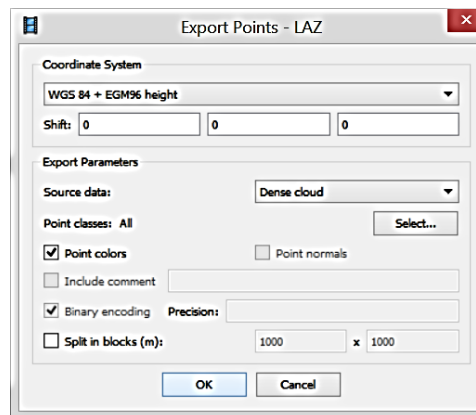 Export Points - LAZ
Coordinate System
WGS 84 + EGM96 height
Shift: 0 0 0
Export Parameters
Source data: Dense cloud
Point classes: All Select...
Point colors Point normals
Include comment
Binary encoding Precision:
Split in blocks (m): 1000 x 1000
OK Cancel